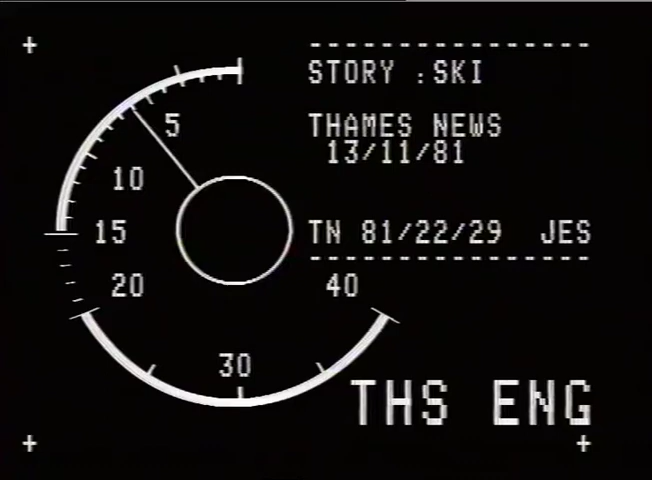 STORY :SKI
THAMES NEWS
13/11/81
TN 81/22/29 JES
5
10
15
20
30
40
THS ENG